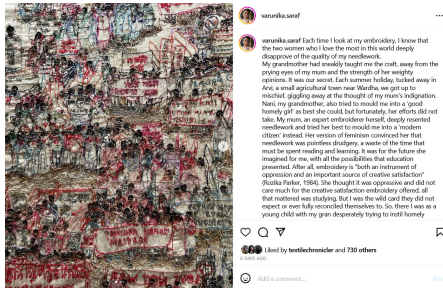 varunika.saraf
varunika.saraf Each time I look at my embroidery, I know that
the two women who I love the most in this world deeply
disapprove of the quality of my needlework.
My grandmother had sneakily taught me the craft, away from the
prying eyes of my mum and the strength of her weighty
opinions. It was our secret. Each summer holiday, tucked away in
Arvi, a small agricultural town near Wardha, we got up to
mischief, giggling away at the thought of my mum's indignation.
Nani, my grandmother, also tried to mould me into a 'good
homely girl' as best she could, but fortunately, her efforts did not
take. My mum, an expert embroiderer herself, deeply resented
needlework and tried her best to mould me into a 'modern
citizen' instead. Her version of feminism convinced her that
needlework was pointless drudgery, a waste of the time that
must be spent reading and learning. It was for the future she
imagined for me, with all the possibilities that education
presented. After all, embroidery is "both an instrument of
oppression and an important source of creative satisfaction"
(Rozika Parker, 1984). She thought it was oppressive and did not
care much for the creative satisfaction embroidery offered, all
that mattered was studying. But I was the wild card they did not
expect or ever fully reconciled themselves to. So, there I was as a
young child with my gran desperately trying to instil homely
Liked by textilechronicler and 730 others
6 DAYS AGO
Add a comment...